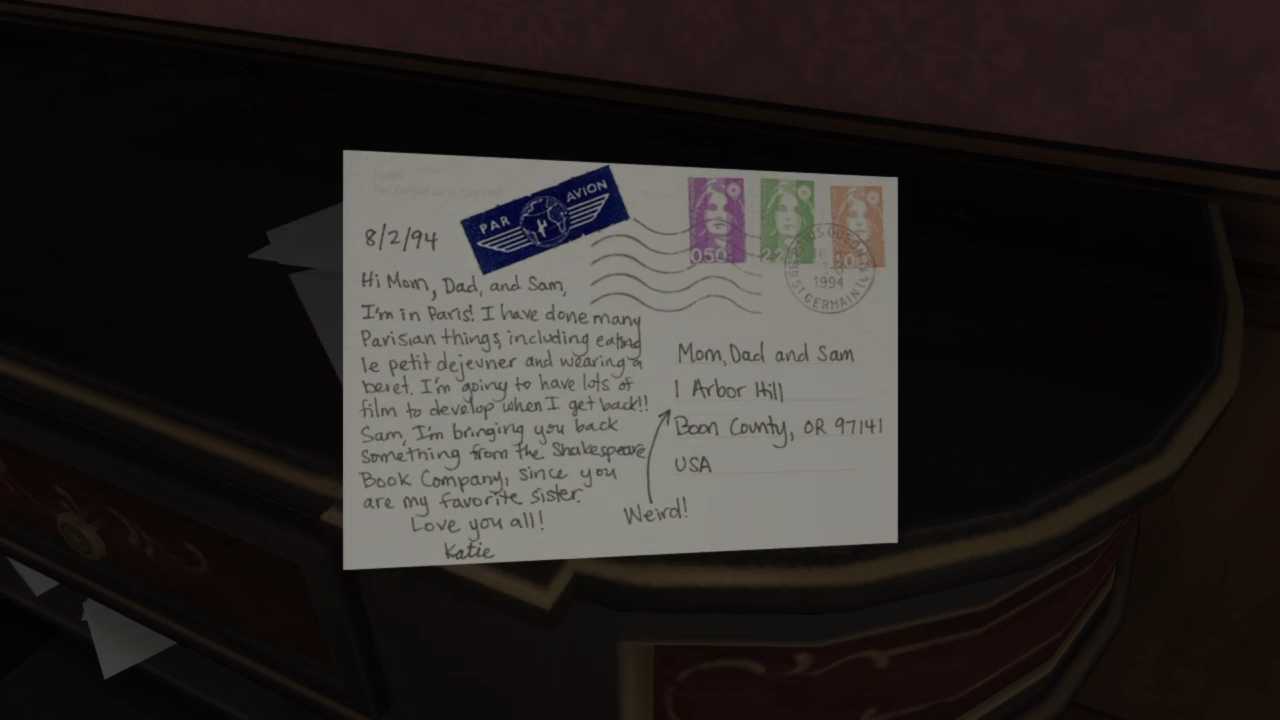 PAR AVION
8/2/94
Hi Mom, Dad, and Sam,
I'm in Paris! I have done many
Parisian things, including eating
le petit dejeuner and wearing a
beret. I'm going to have lots of
film to develop when I get back!!
Sam, I'm bringing you back
something from the Shakespeare
Book Company, since you
are my favorite sister.
Love you all!
Katie
050
1994
ST GERMAIN
Mom, Dad and Sam
1 Arbor Hill
Boon County, OR 97141
USA
Weird!